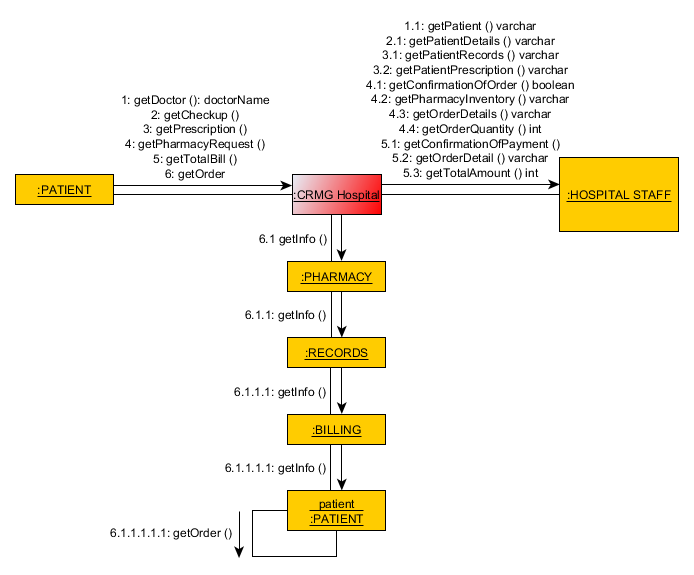 1.1: getPatient () varchar
2.1: getPatientDetails () varchar
3.1: getPatientRecords () varchar
3.2: getPatientPrescription () varchar
4.1: getConfirmationOfOrder () boolean
4.2: getPharmacyInventory () varchar
4.3: getOrderDetails () varchar
4.4: getOrderQuantity () int
5.1: getConfirmationOfPayment ()
5.2: getOrderDetail () varchar
5.3: getTotalAmount () int
1: getDoctor (): doctorName
2: getCheckup ()
3: getPrescription ()
4: getPharmacyRequest ()
5: getTotalBill ()
6: getOrder
:PATIENT
:CRMG Hospital
:HOSPITAL STAFF
6.1 getInfo ()
:PHARMACY
6.1.1: getInfo ()
:RECORDS
6.1.1.1: getInfo ()
:BILLING
6.1.1.1.1: getInfo ()
patient
:PATIENT
6.1.1.1.1.1: getOrder ()